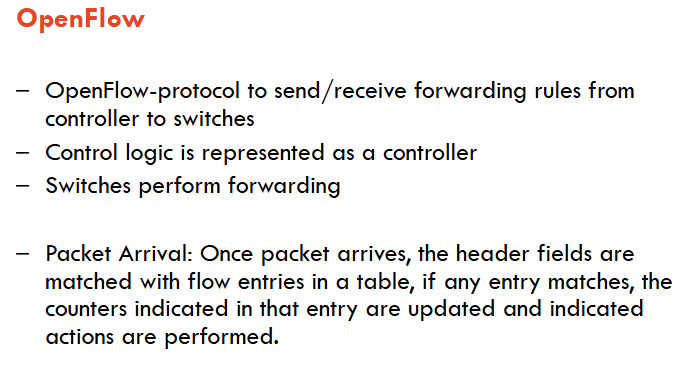 OpenFlow
– OpenFlow-protocol to send/receive forwarding rules from
controller to switches
– Control logic is represented as a controller
– Switches perform forwarding
– Packet Arrival: Once packet arrives, the header fields are
matched with flow entries in a table, if any entry matches, the
counters indicated in that entry are updated and indicated
actions are performed.